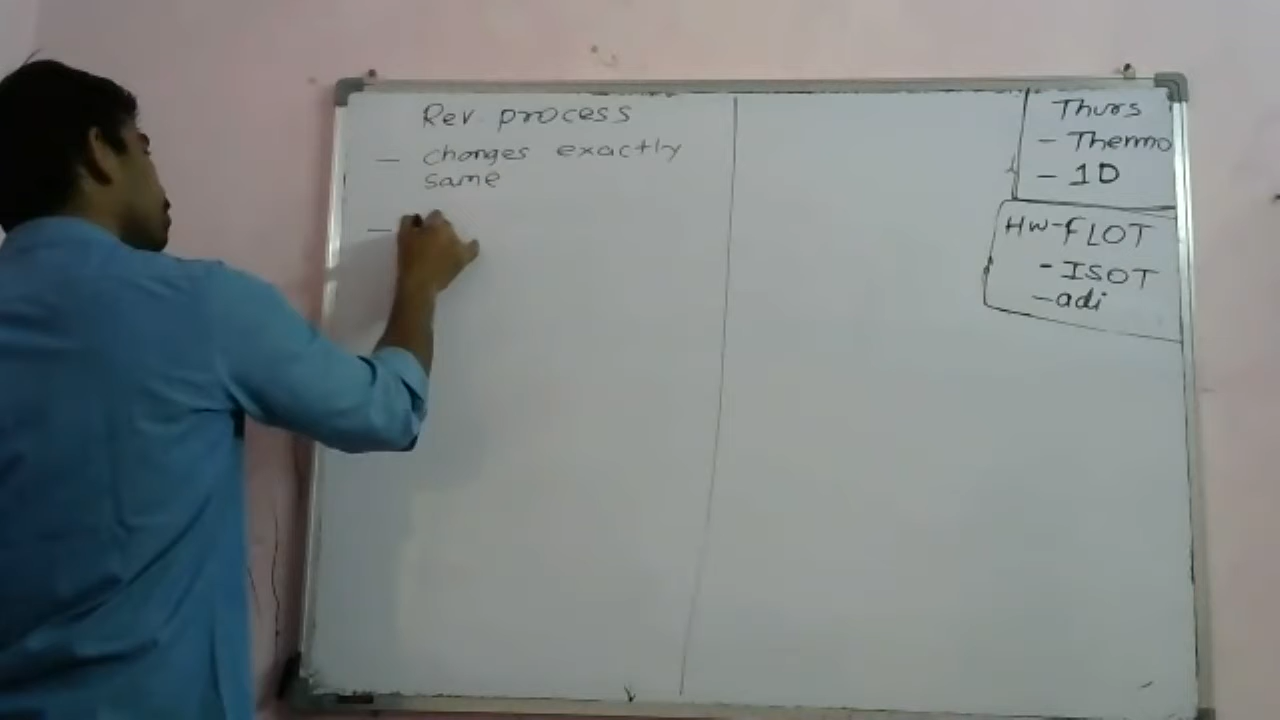 Rev. process
- changes exactly
same
-
Thurs
- Thermo
- 1D
HW-fLOT
- ISOT
- adi